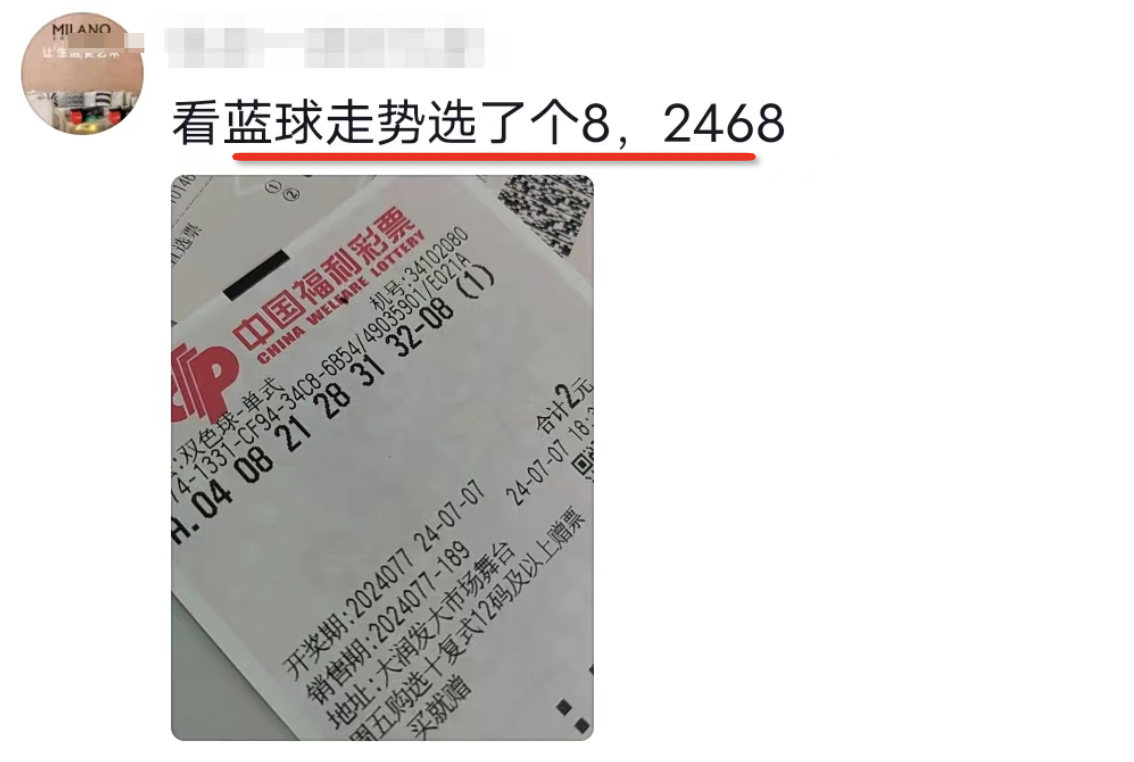 MILANO
看蓝球走势选了个8，2468
①
②
中国福利彩票
CHINA WELFARE LOTTERY
机号:34102080
74-1331-CF94-34C8-6B54/49035901/E021A
:双色球-单式
A.04 08 21 28 31 32-08 (1)
合计2元
开奖期:2024077 24-07-07
24-07-07 18:
销售期:2024077-189
地址:大润发大市场舞台
周五购选十复式12码及以上赠票
买就赠